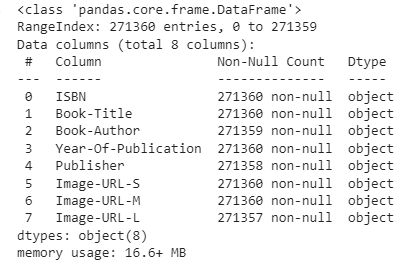 <class 'pandas.core.frame.DataFrame'>
RangeIndex: 271360 entries, 0 to 271359
Data columns (total 8 columns):
 #   Column               Non-Null Count   Dtype
---  ------               --------------   -----
 0   ISBN                 271360 non-null  object
 1   Book-Title           271360 non-null  object
 2   Book-Author          271359 non-null  object
 3   Year-Of-Publication  271360 non-null  object
 4   Publisher            271358 non-null  object
 5   Image-URL-S          271360 non-null  object
 6   Image-URL-M          271360 non-null  object
 7   Image-URL-L          271357 non-null  object
dtypes: object(8)
memory usage: 16.6+ MB